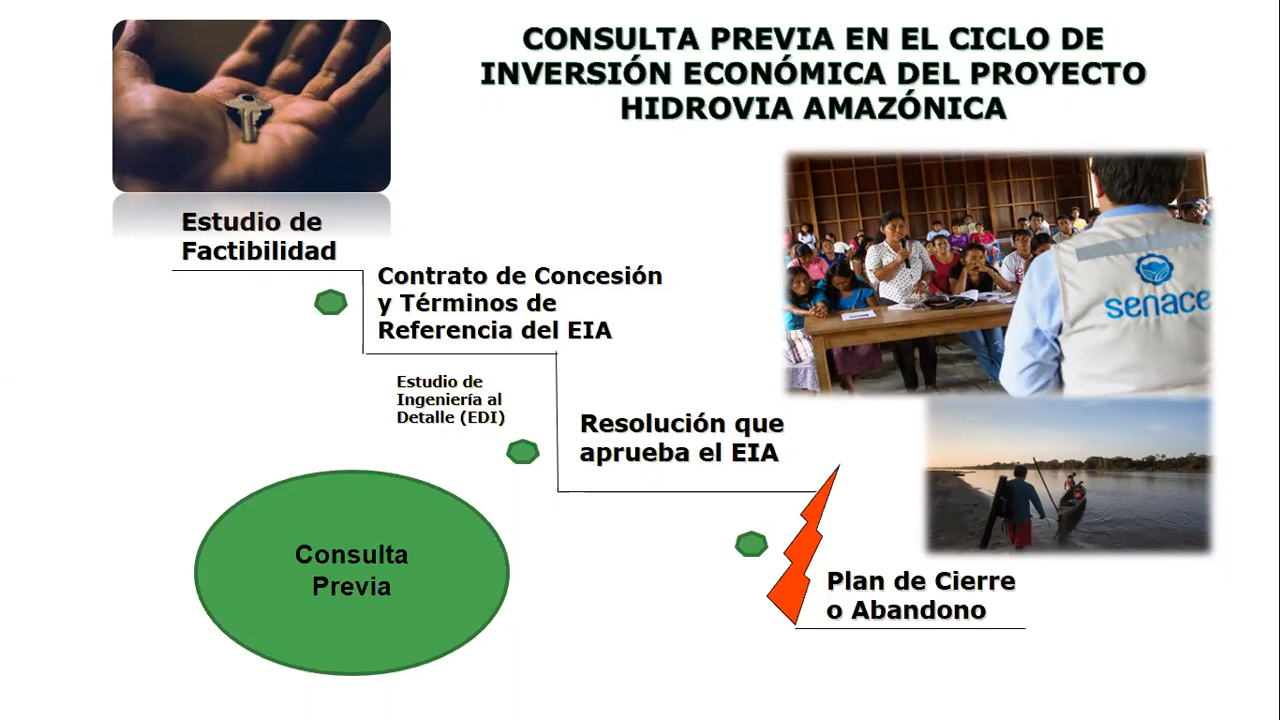 CONSULTA PREVIA EN EL CICLO DE
INVERSIÓN ECONÓMICA DEL PROYECTO
HIDROVIA AMAZÓNICA
Estudio de
Factibilidad
Contrato de Concesión
y Términos de
Referencia del EIA
Estudio de
Ingeniería al
Detalle (EDI)
Resolución que
aprueba el EIA
senace
Consulta
Previa
Plan de Cierre
o Abandono